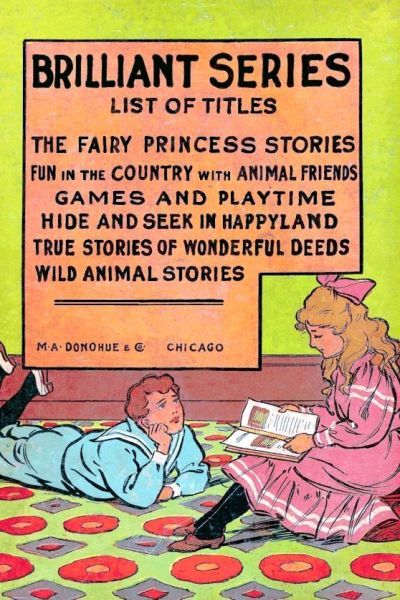 BRILLIANT SERIES
LIST OF TITLES
THE FAIRY PRINCESS STORIES
FUN IN THE COUNTRY WITH ANIMAL FRIENDS
GAMES AND PLAYTIME
HIDE AND SEEK IN HAPPYLAND
TRUE STORIES OF WONDERFUL DEEDS
WILD ANIMAL STORIES
M·A·DONOHUE & Co CHICAGO